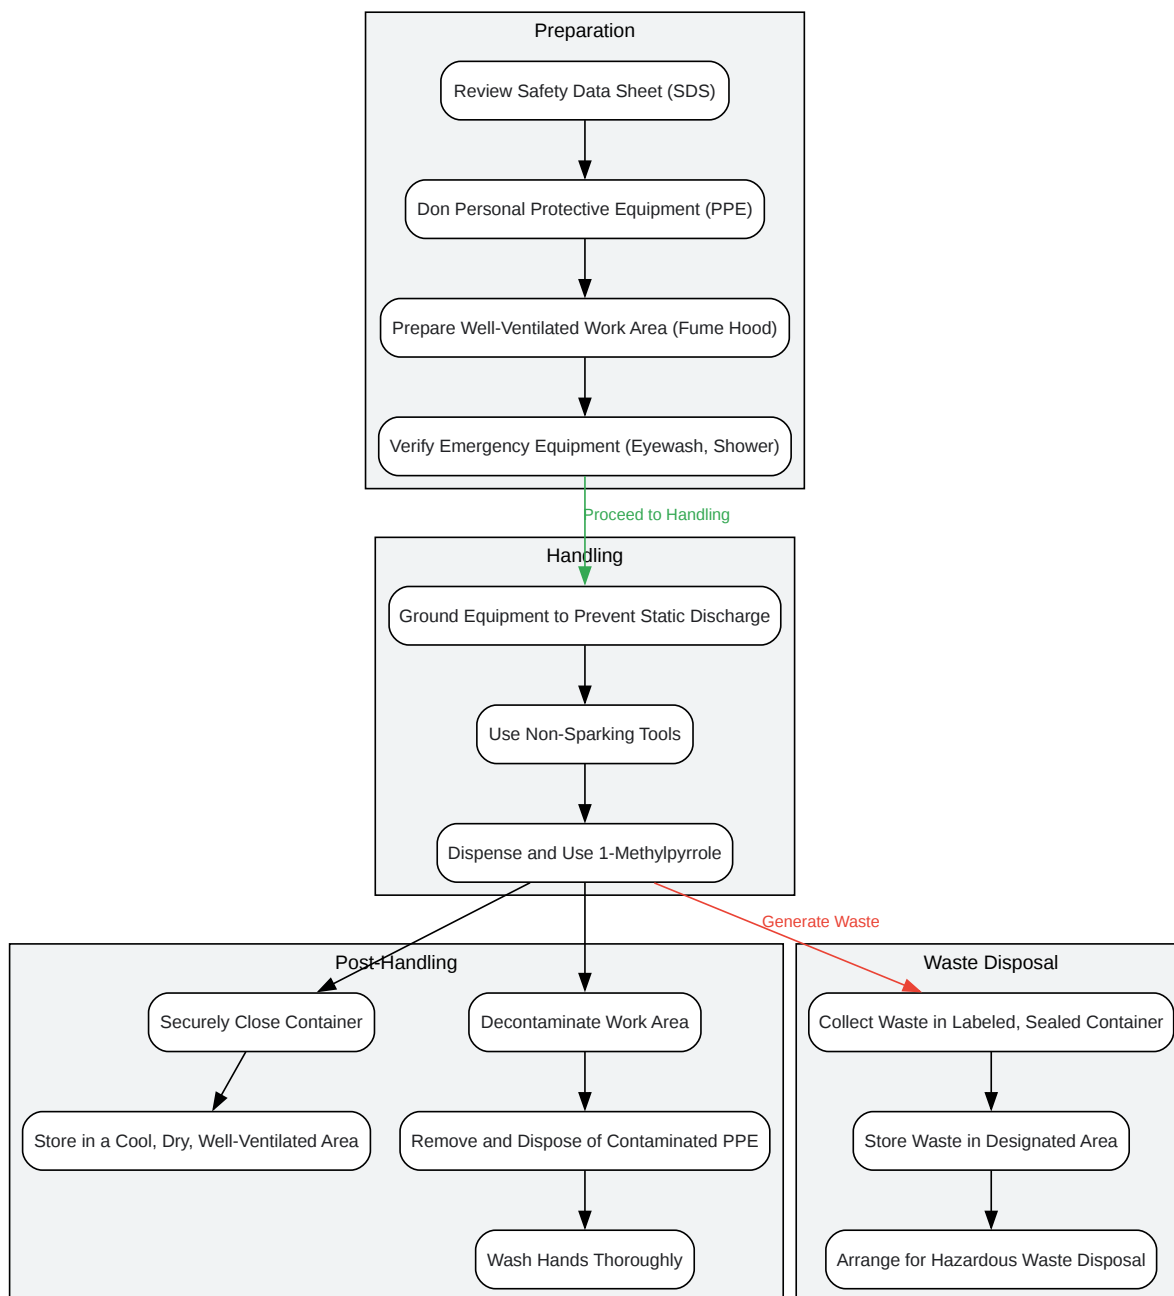 Preparation
Review Safety Data Sheet (SDS)
Don Personal Protective Equipment (PPE)
Prepare Well-Ventilated Work Area (Fume Hood)
Verify Emergency Equipment (Eyewash, Shower)
Proceed to Handling
Handling
Ground Equipment to Prevent Static Discharge
Use Non-Sparking Tools
Dispense and Use 1-Methylpyrrole
Generate Waste
Post-Handling
Securely Close Container
Decontaminate Work Area
Store in a Cool, Dry, Well-Ventilated Area
Remove and Dispose of Contaminated PPE
Wash Hands Thoroughly
Waste Disposal
Collect Waste in Labeled, Sealed Container
Store Waste in Designated Area
Arrange for Hazardous Waste Disposal